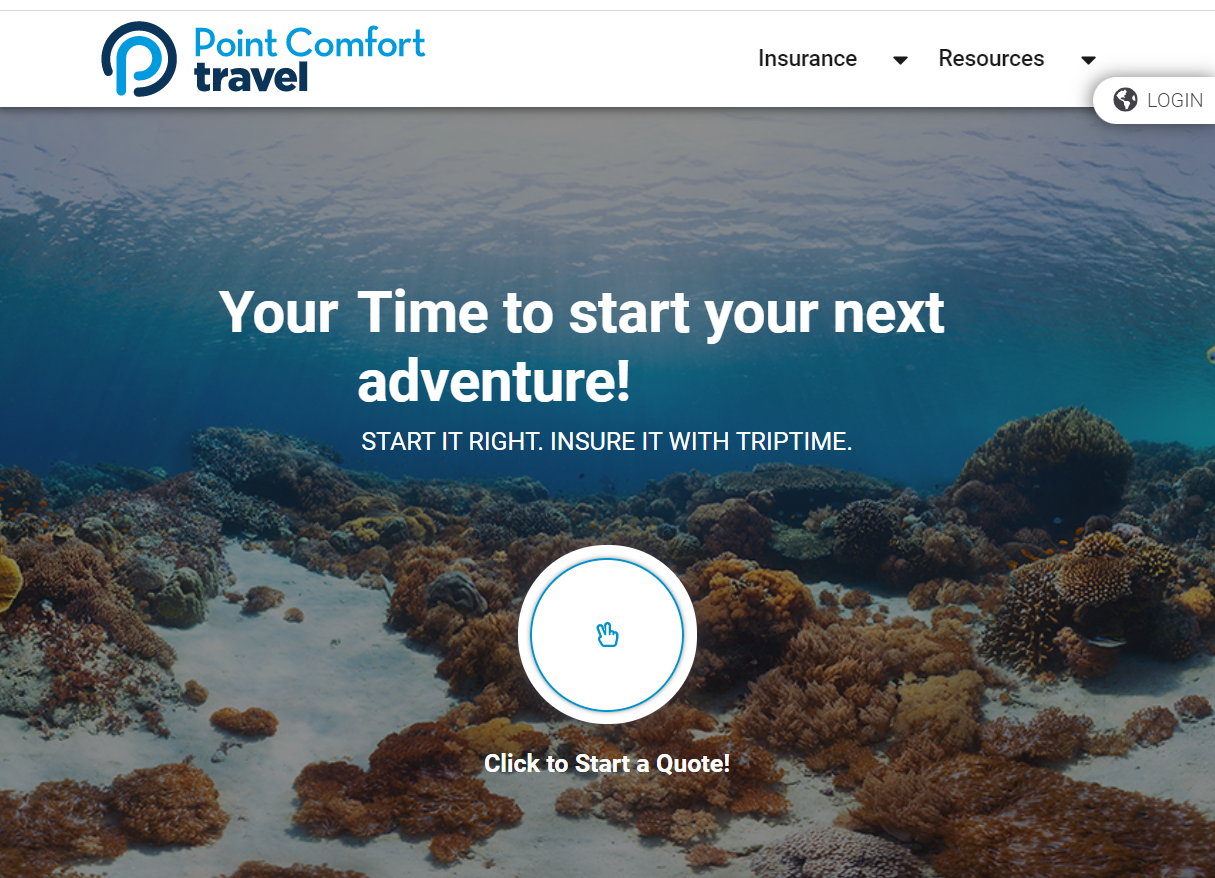 Point Comfort
travel
Insurance
Resources
LOGIN
Your Time to start your next
adventure!
START IT RIGHT. INSURE IT WITH TRIPTIME.
Click to Start a Quote!